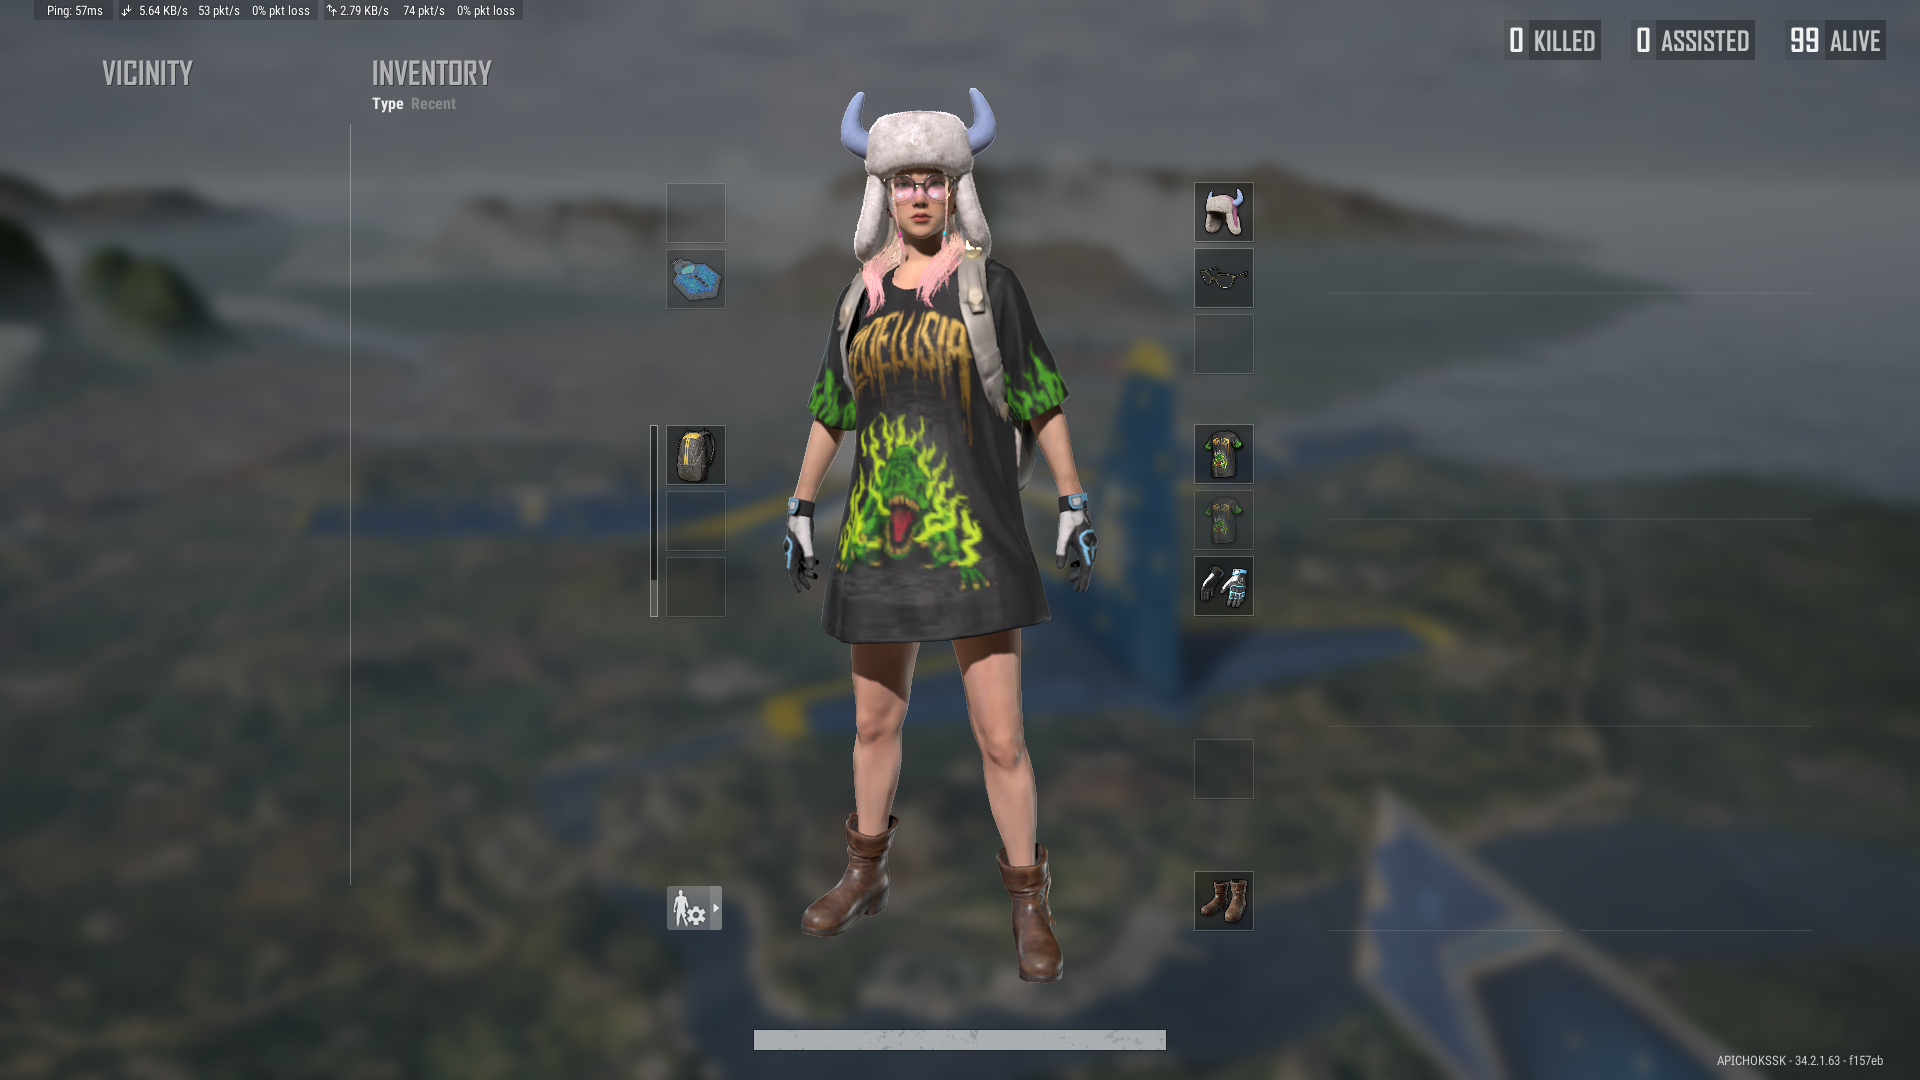 Ping: 57ms 5.64 KB/s 53 pkt/s 0% pkt loss 2.79 KB/s 74 pkt/s 0% pkt loss
0 KILLED 0 ASSISTED 99 ALIVE
VICINITY
INVENTORY
Type Recent
APICHOKSSK - 34.2.1.63 - f157eb